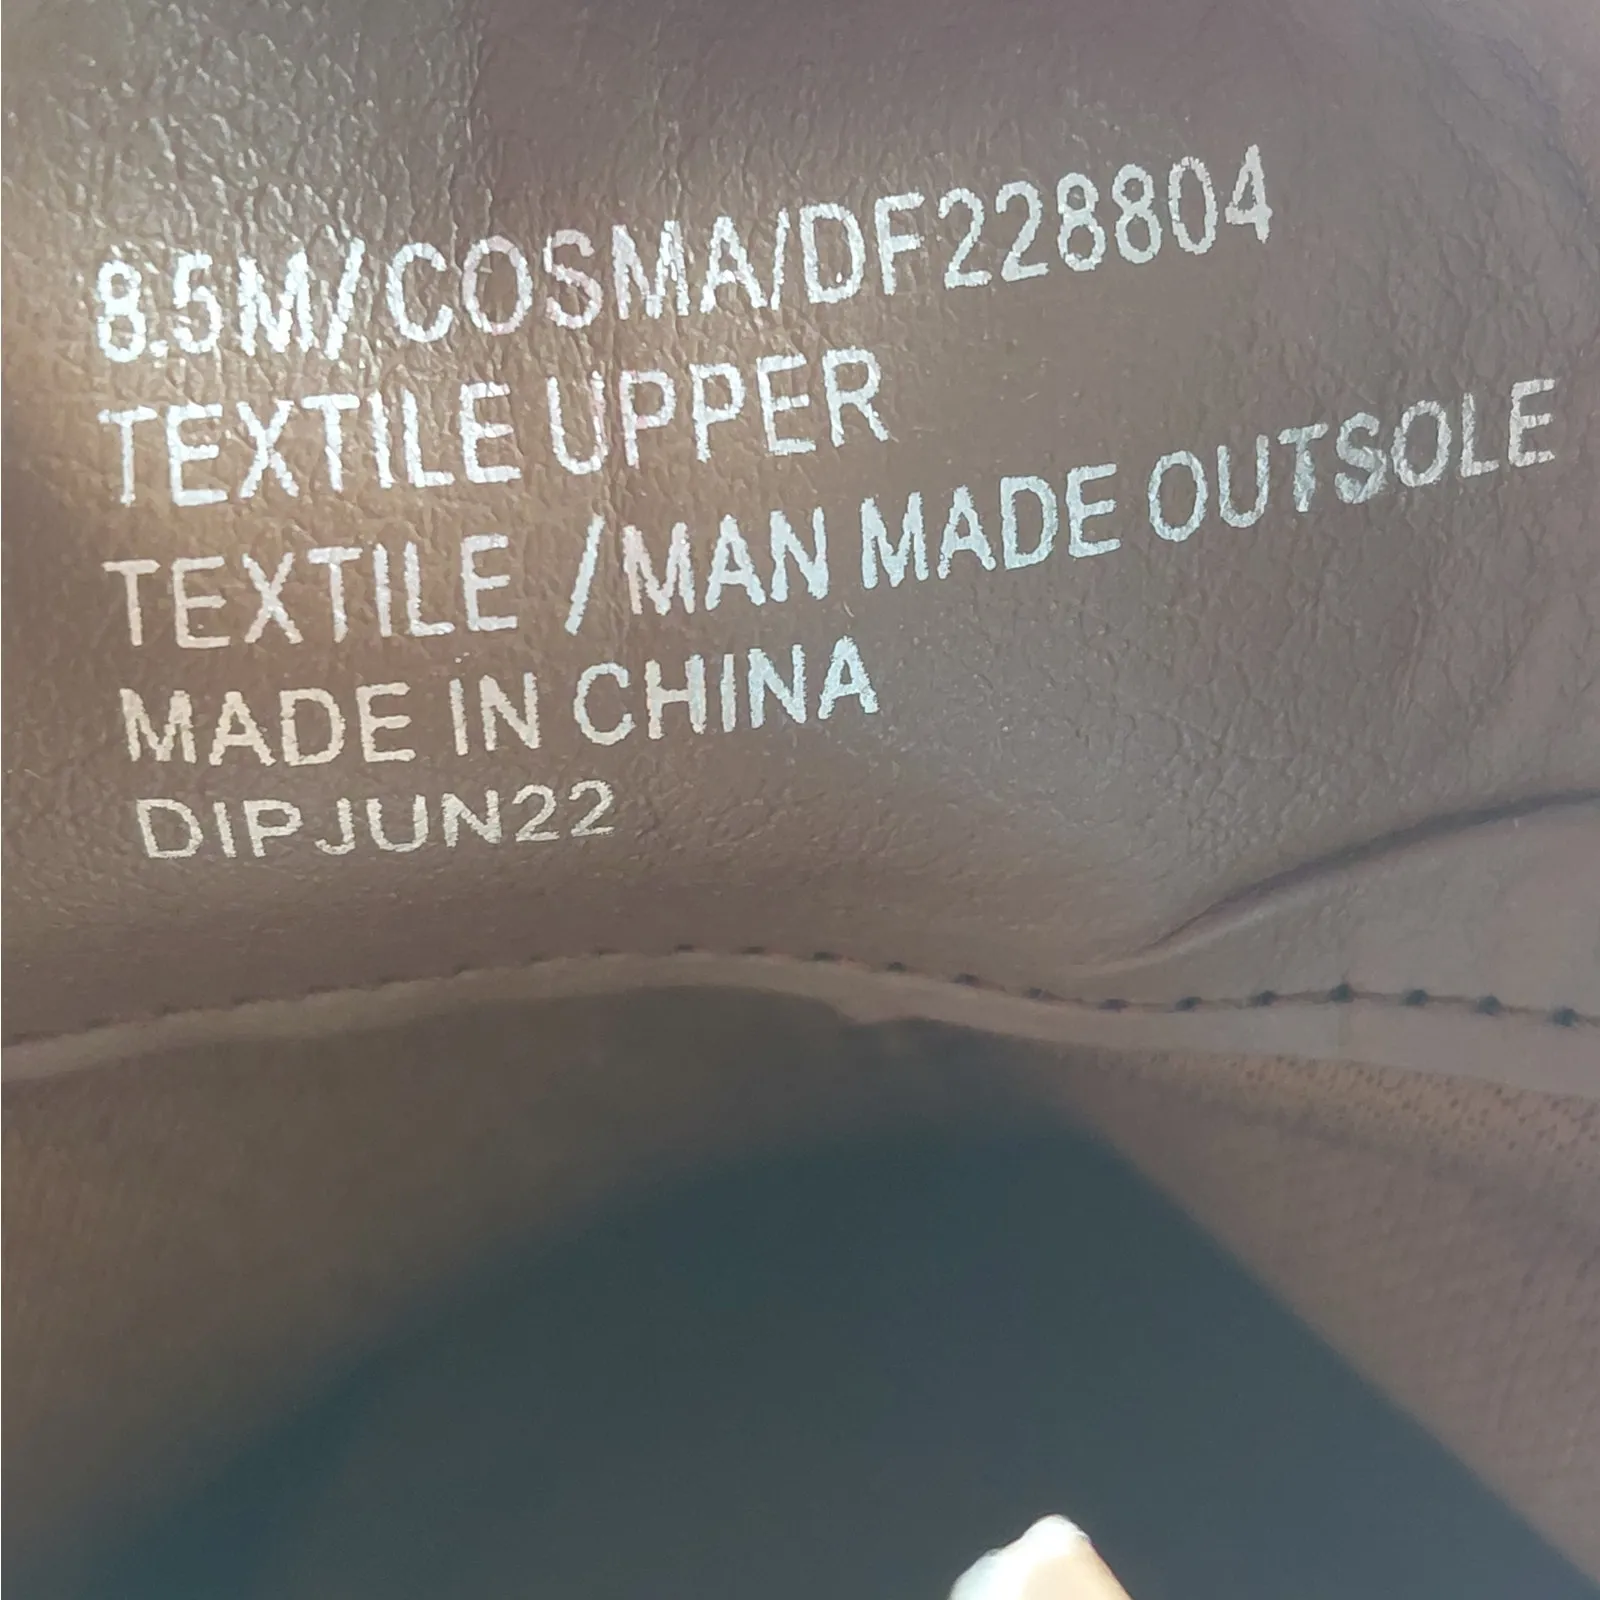 8.5M/COSMA/DF228804
TEXTILE UPPER
TEXTILE /MAN MADE OUTSOLE
MADE IN CHINA
DIPJUN22